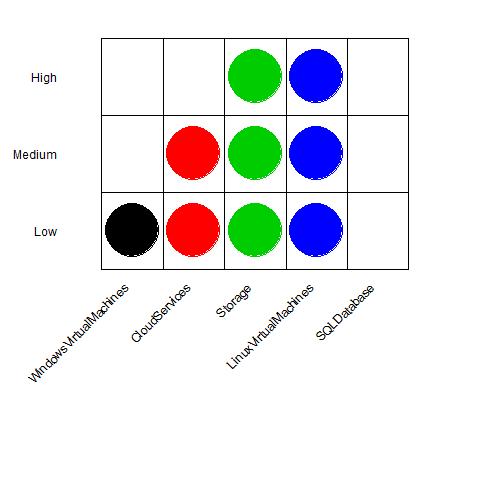 High
Medium
Low
WindowsVirtualMachines
CloudServices
Storage
LinuxVirtualMachines
SQLDatabase